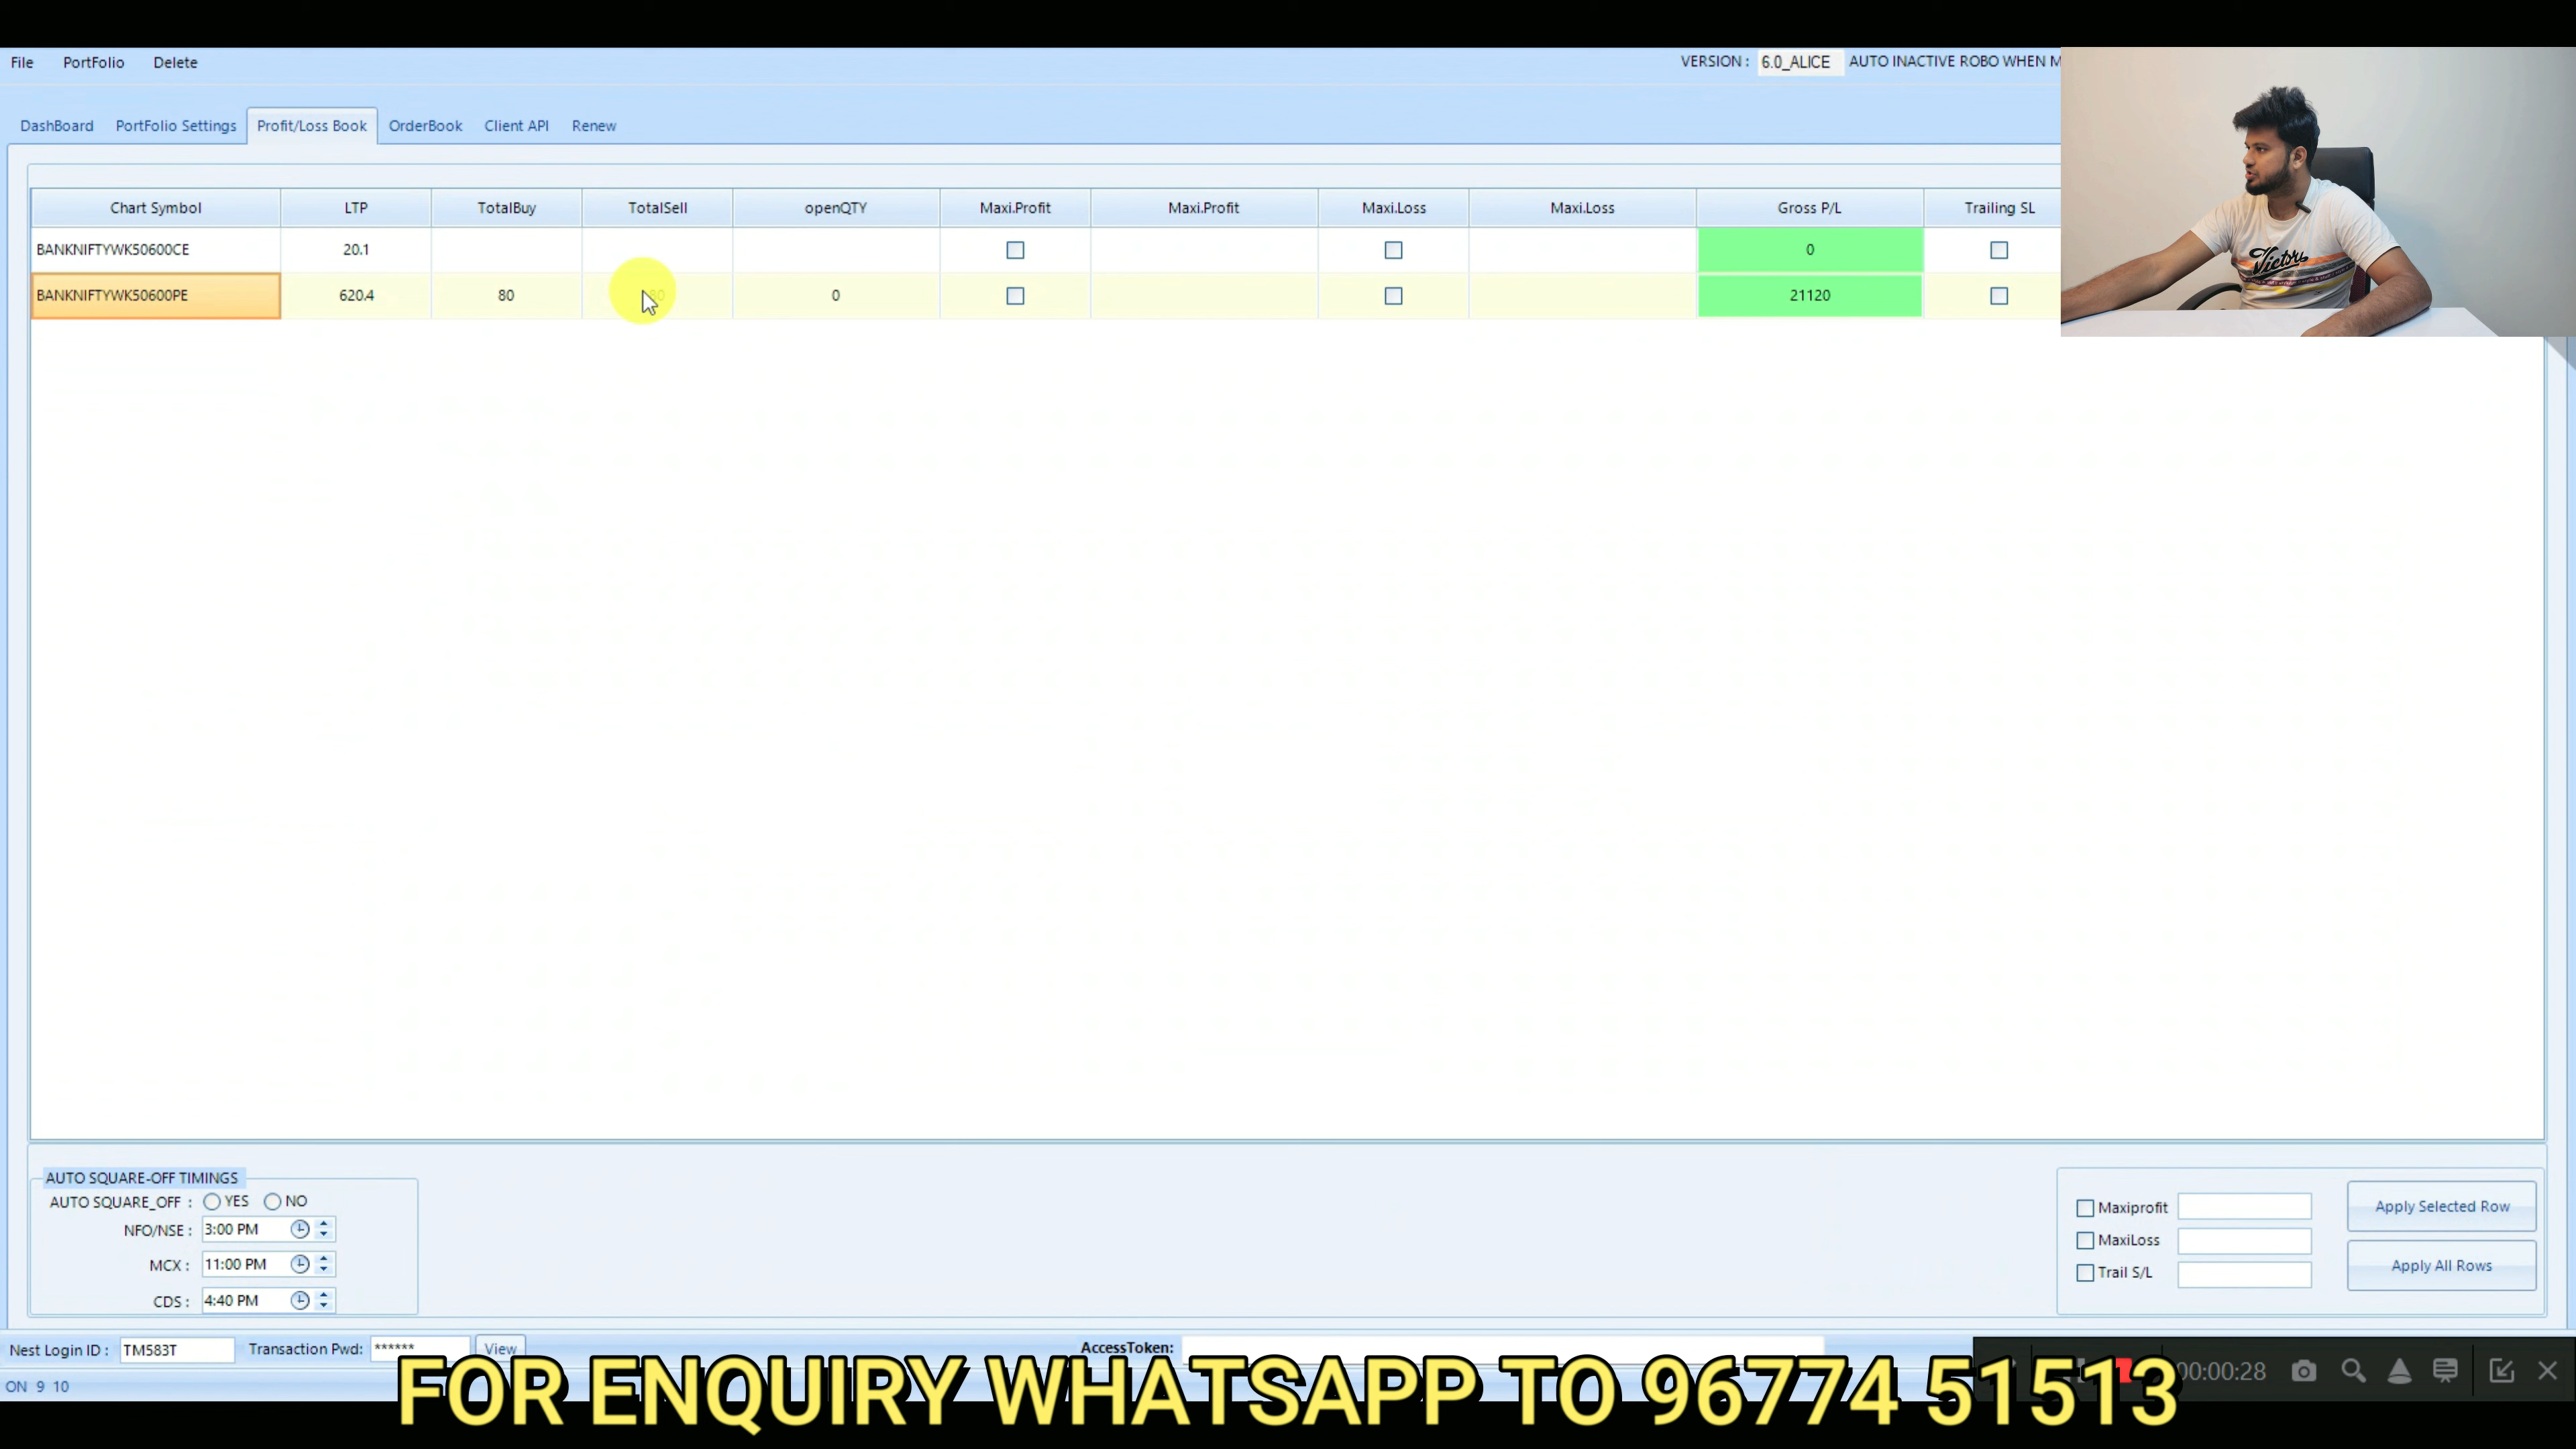 File PortFolio Delete VERSION : 6.0_ALICE AUTO INACTIVE ROBO WHEN M
DashBoard PortFolio Settings Profit/Loss Book OrderBook Client API Renew
Chart Symbol LTP TotalBuy TotalSell openQTY Maxi.Profit Maxi.Profit Maxi.Loss Maxi.Loss Gross P/L Trailing SL
BANKNIFTYWK50600CE 20.1 0
BANKNIFTYWK50600PE 620.4 80 80 0 21120
Victory
AUTO SQUARE-OFF TIMINGS
AUTO SQUARE_OFF : YES NO
NFO/NSE : 3:00 PM
MCX : 11:00 PM
CDS : 4:40 PM
Maxiprofit
MaxiLoss
Trail S/L
Apply Selected Row
Apply All Rows
Nest Login ID : TM583T Transaction Pwd: ****** View AccessToken:
ON 9 10
00:00:28
FOR ENQUIRY WHATSAPP TO 96774 51513